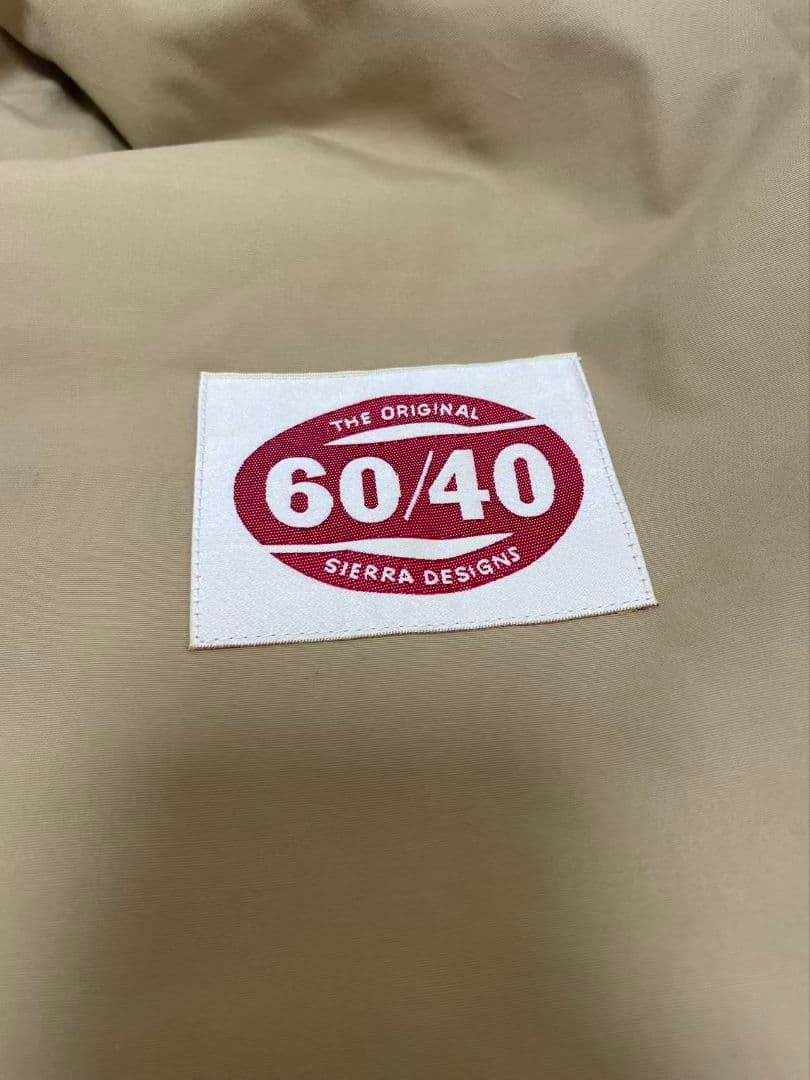 THE ORIGINAL
60/40
SIERRA DESIGNS